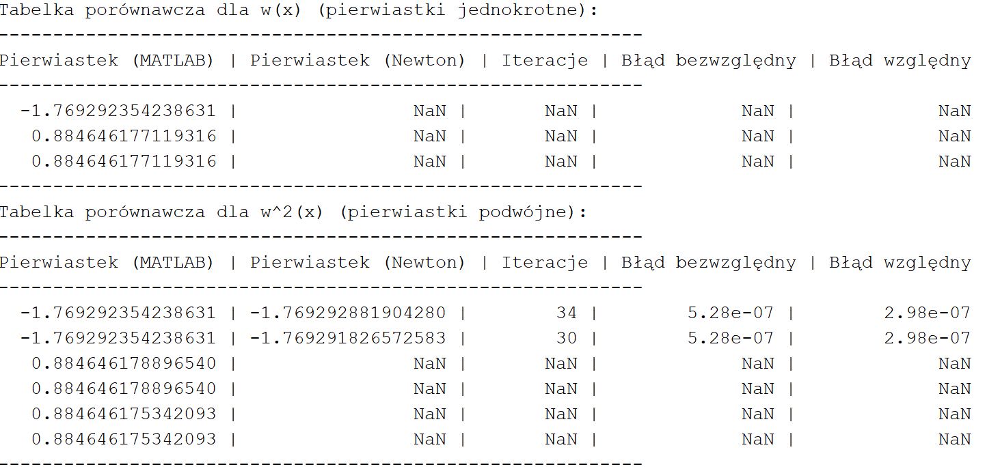 Tabelka porównawcza dla w(x) (pierwiastki jednokrotne):
-----------------------------------------------------------
Pierwiastek (MATLAB) | Pierwiastek (Newton) | Iteracje | Błąd bezwzględny | Błąd względny
-----------------------------------------------------------
-1.769292354238631 | NaN | NaN | NaN | NaN
0.884646177119316 | NaN | NaN | NaN | NaN
0.884646177119316 | NaN | NaN | NaN | NaN
-----------------------------------------------------------
Tabelka porównawcza dla w^2(x) (pierwiastki podwójne):
-----------------------------------------------------------
Pierwiastek (MATLAB) | Pierwiastek (Newton) | Iteracje | Błąd bezwzględny | Błąd względny
-----------------------------------------------------------
-1.769292354238631 | -1.769292881904280 | 34 | 5.28e-07 | 2.98e-07
-1.769292354238631 | -1.769291826572583 | 30 | 5.28e-07 | 2.98e-07
0.884646178896540 | NaN | NaN | NaN | NaN
0.884646178896540 | NaN | NaN | NaN | NaN
0.884646175342093 | NaN | NaN | NaN | NaN
0.884646175342093 | NaN | NaN | NaN | NaN
-----------------------------------------------------------